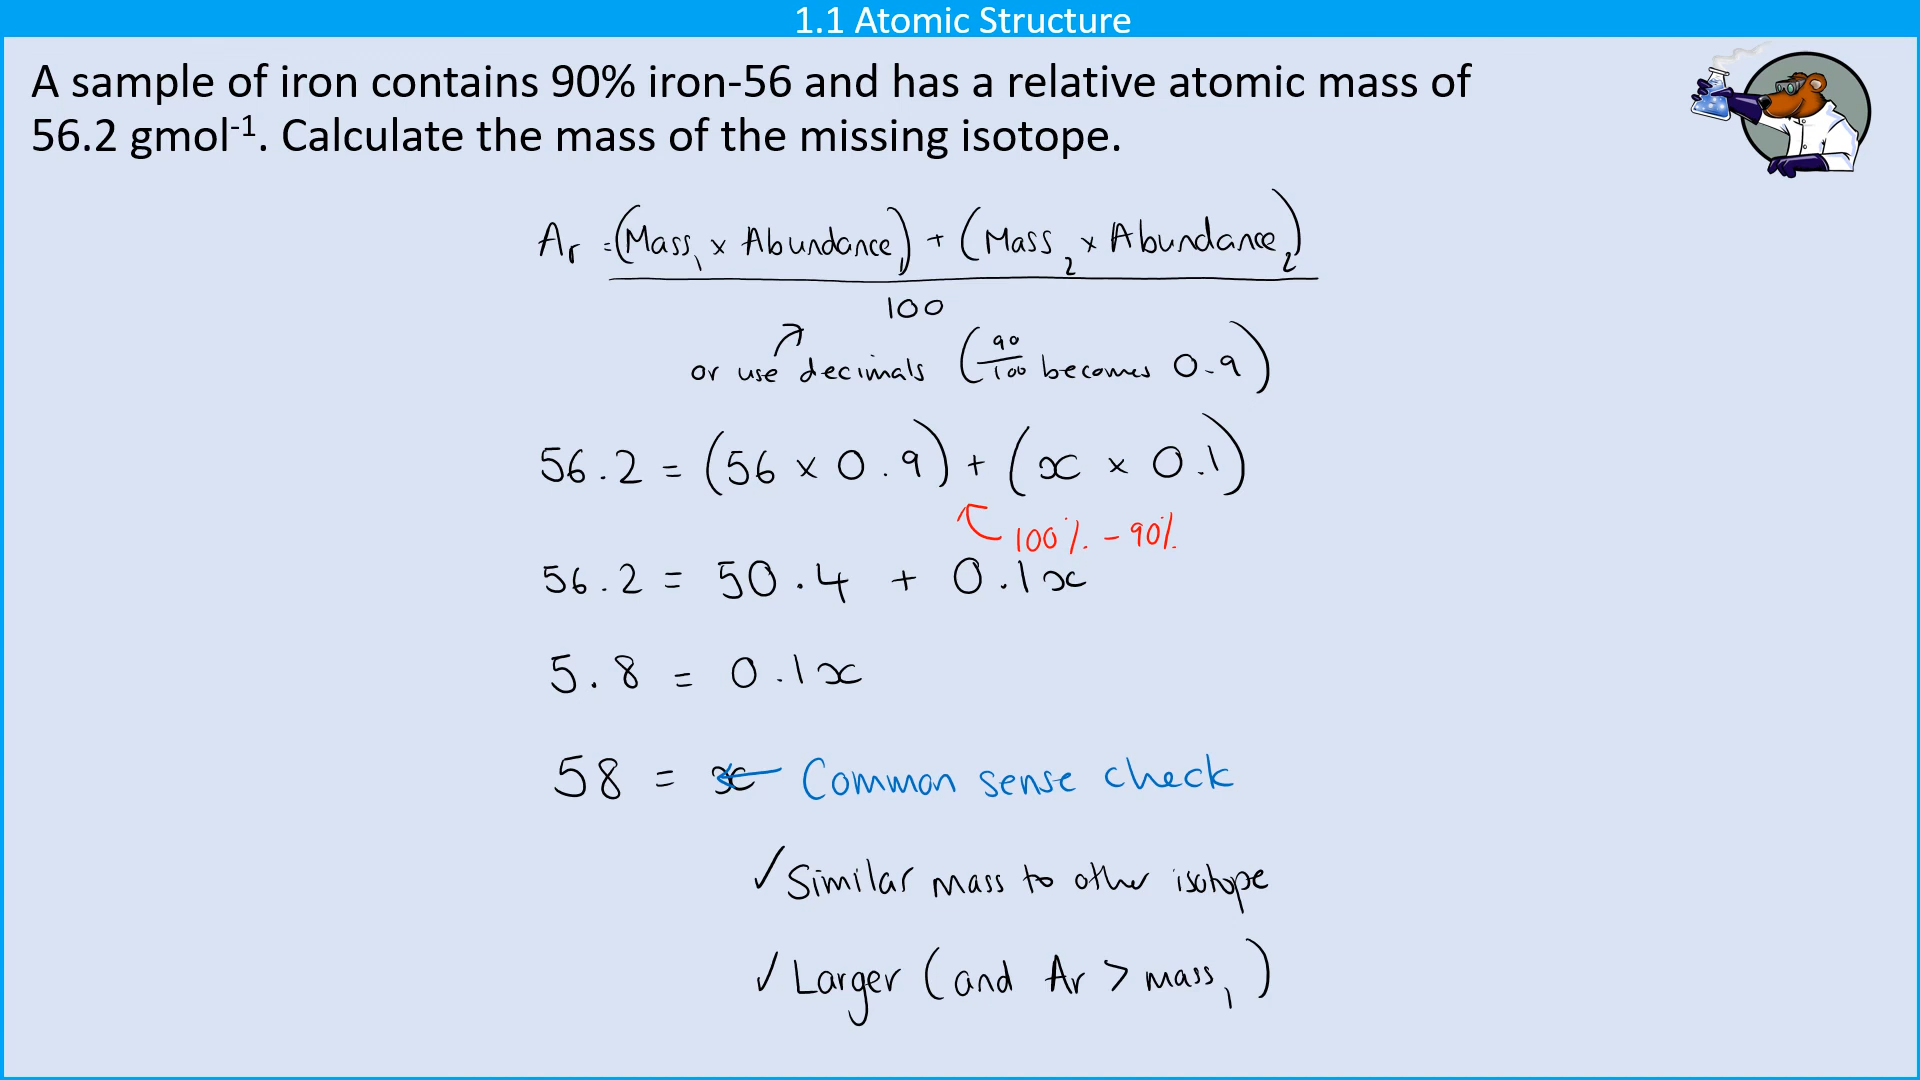 1.1 Atomic Structure
A sample of iron contains 90% iron-56 and has a relative atomic mass of
56.2 gmol⁻¹. Calculate the mass of the missing isotope.
Ar = (Mass₁ × Abundance₁) + (Mass₂ × Abundance₂)
100
or use decimals (90/100 becomes 0.9)
56.2 = (56 × 0.9) + (x × 0.1)
100% - 90%
56.2 = 50.4 + 0.1x
5.8 = 0.1x
58 = x Common sense check
✓ Similar mass to other isotope
✓ Larger (and Ar > mass₁)